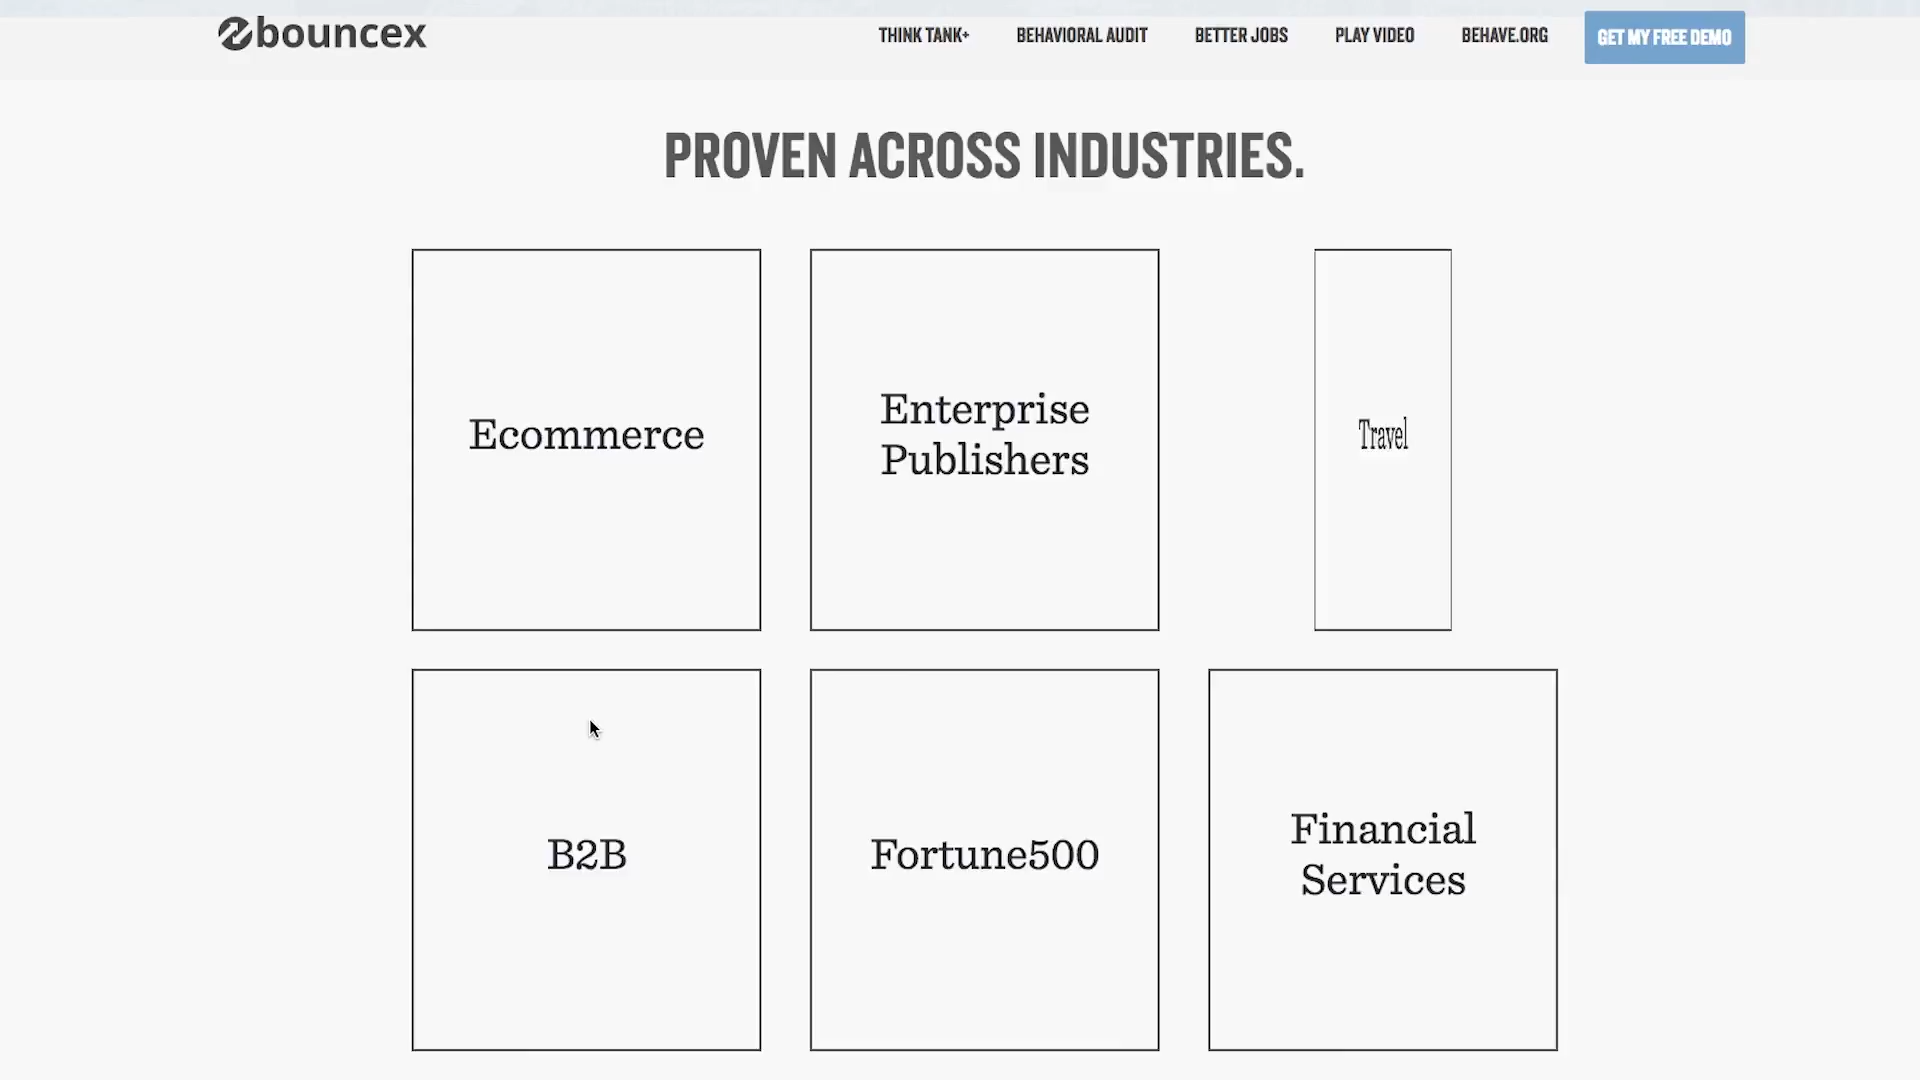 bouncex
THINK TANK+ BEHAVIORAL AUDIT BETTER JOBS PLAY VIDEO BEHAVE.ORG GET MY FREE DEMO
PROVEN ACROSS INDUSTRIES.
Ecommerce
Enterprise
Publishers
Travel
B2B
Fortune500
Financial
Services